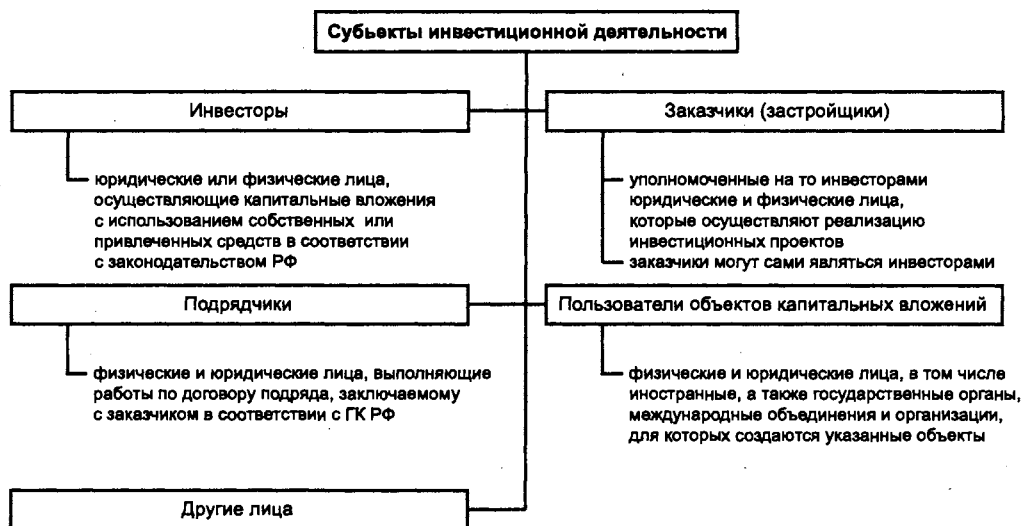 Субъекты инвестиционной деятельности
Инвесторы
юридические или физические лица,
осуществляющие капитальные вложения
с использованием собственных или
привлеченных средств в соответствии
с законодательством РФ
Заказчики (застройщики)
уполномоченные на то инвесторами
юридические и физические лица,
которые осуществляют реализацию
инвестиционных проектов
заказчики могут сами являться инвесторами
Подрядчики
физические и юридические лица, выполняющие
работы по договору подряда, заключаемому
с заказчиком в соответствии с ГК РФ
Пользователи объектов капитальных вложений
физические и юридические лица, в том числе
иностранные, а также государственные органы,
международные объединения и организации,
для которых создаются указанные объекты
Другие лица